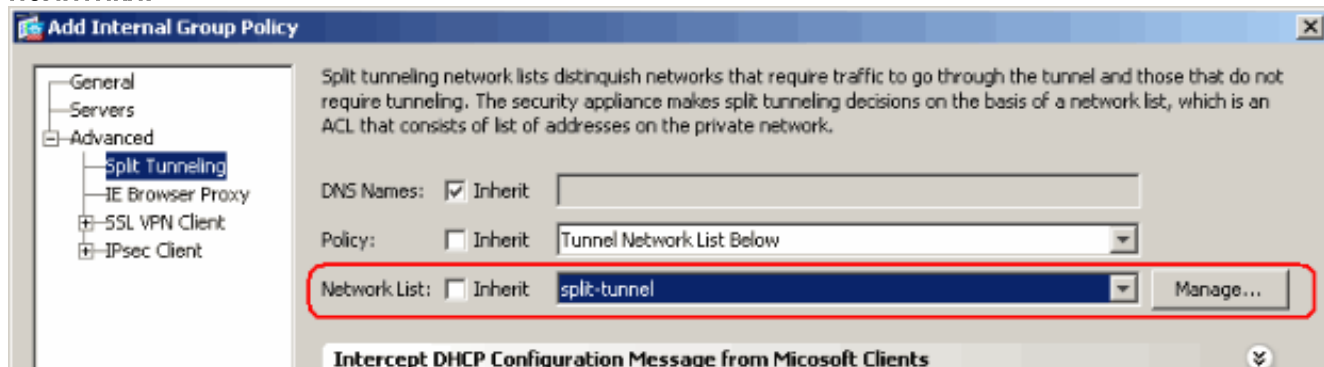 Add Internal Group Policy
General
Servers
Advanced
Split Tunneling
IE Browser Proxy
SSL VPN Client
IPsec Client
Split tunneling network lists distinguish networks that require traffic to go through the tunnel and those that do not
require tunneling. The security appliance makes split tunneling decisions on the basis of a network list, which is an
ACL that consists of list of addresses on the private network.
DNS Names: Inherit
Policy: Inherit Tunnel Network List Below
Network List: Inherit split-tunnel Manage...
Intercept DHCP Configuration Message from Micosoft Clients